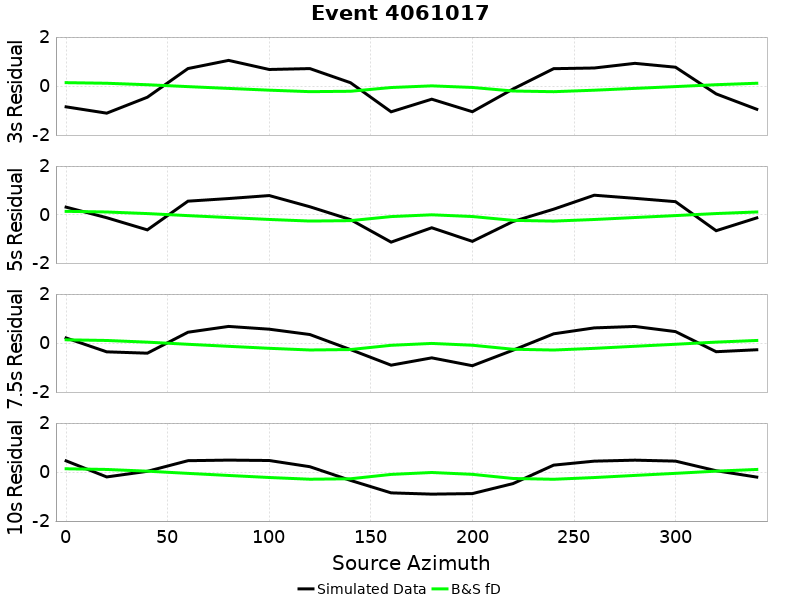 Event 4061017
3s Residual
2
0
-2
5s Residual
2
0
-2
7.5s Residual
2
0
-2
10s Residual
2
0
-2
0 50 100 150 200 250 300
Source Azimuth
Simulated Data B&S fD